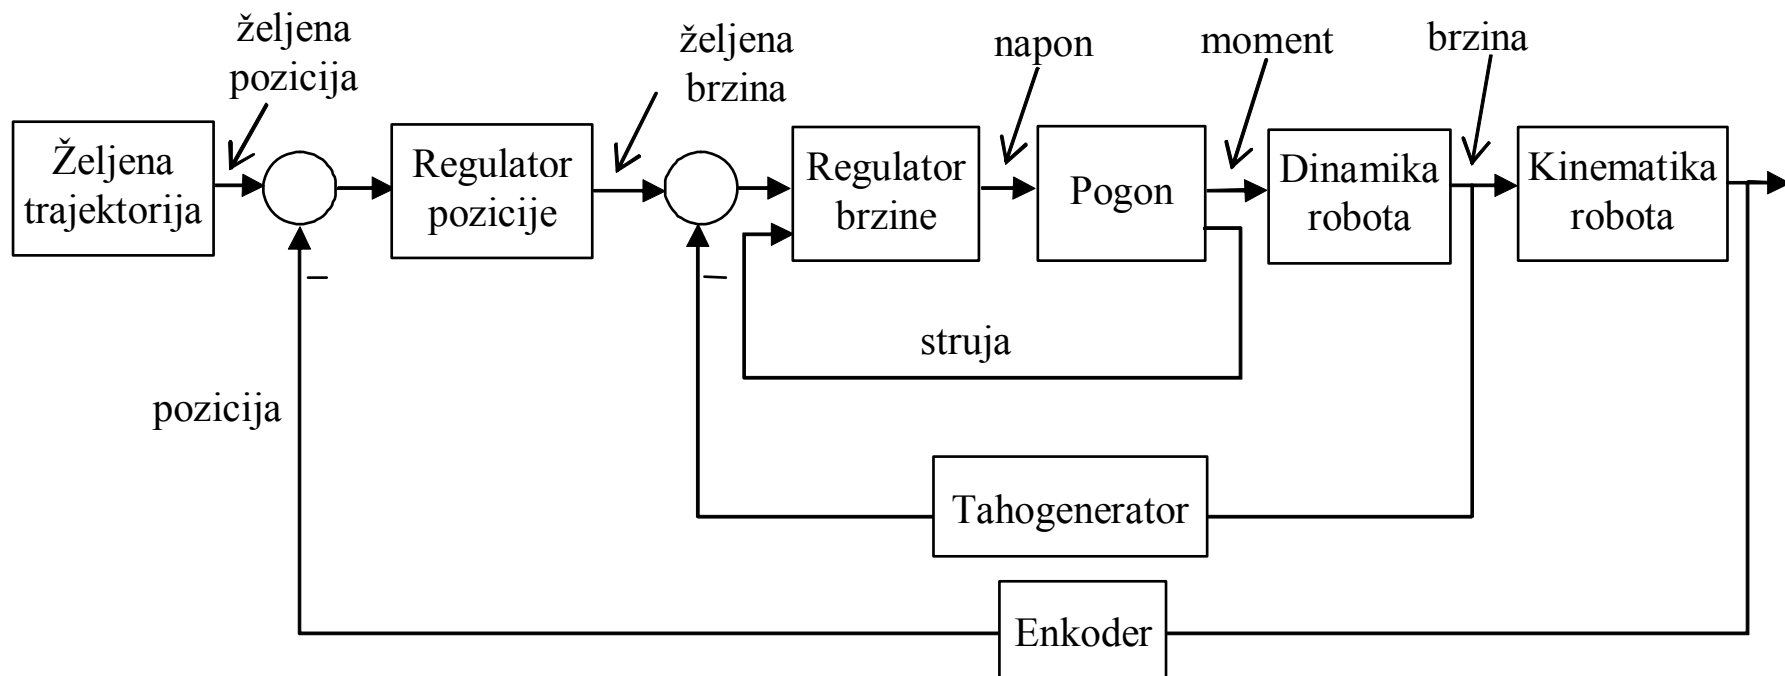 željena
pozicija
željena
brzina
napon
moment
brzina
Željena
trajektorija
Regulator
pozicije
Regulator
brzine
Pogon
Dinamika
robota
Kinematika
robota
–
–
struja
pozicija
Tahogenerator
Enkoder